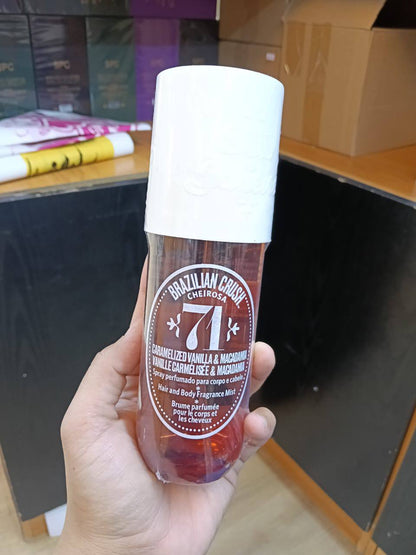 BRAZILIAN CRUSH™
CHEIROSA
71
CARAMELIZED VANILLA & MACADAMIA
VANILLE CARMÉLISÉE & MACADAMIA
Spray perfumado para corpo e cabelo
Hair and Body Fragrance Mist
Brume parfumée
pour le corps et
les cheveux